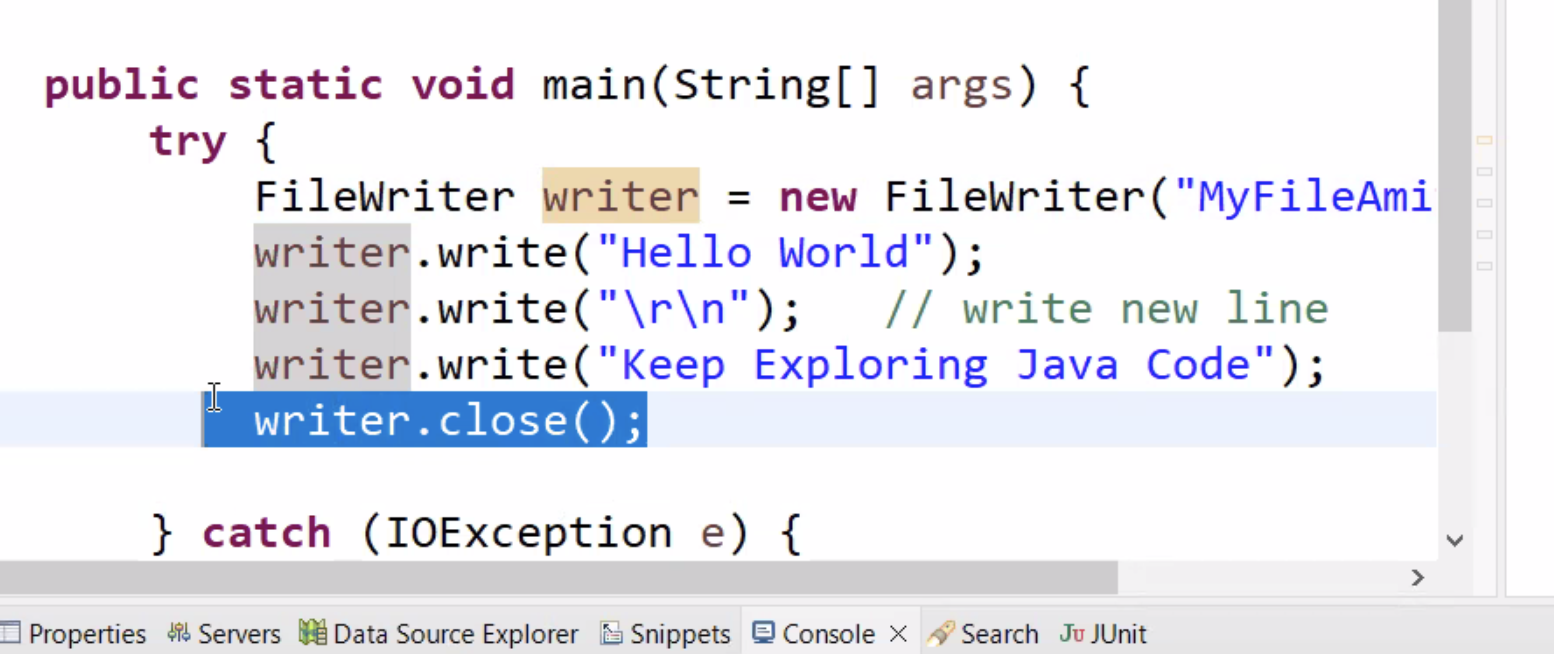 public static void main(String[] args) {
try {
FileWriter writer = new FileWriter("MyFileAmi
writer.write("Hello World");
writer.write("\r\n");   // write new line
writer.write("Keep Exploring Java Code");
writer.close();
} catch (IOException e) {
Properties Servers Data Source Explorer Snippets Console Search JUnit